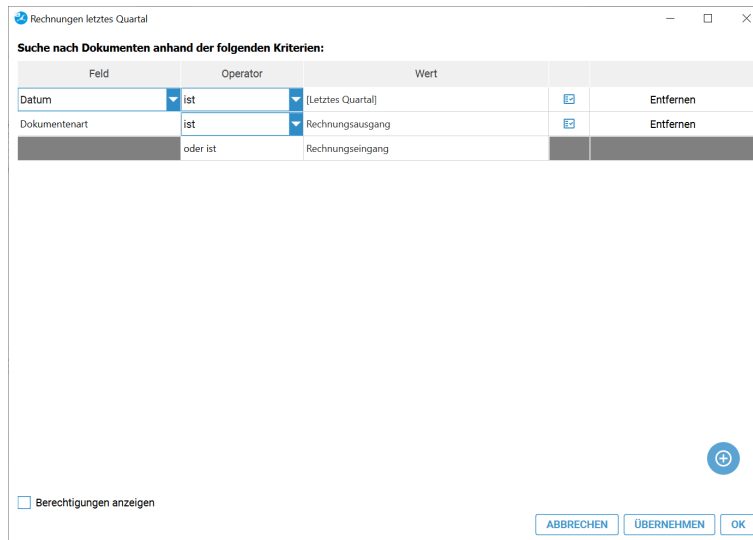 Rechnungen letztes Quartal
Suche nach Dokumenten anhand der folgenden Kriterien:
Feld Operator Wert
Datum ist [Letztes Quartal] Entfernen
Dokumentenart ist Rechnungsausgang Entfernen
oder ist Rechnungseingang
Berechtigungen anzeigen
ABBRECHEN ÜBERNEHMEN OK